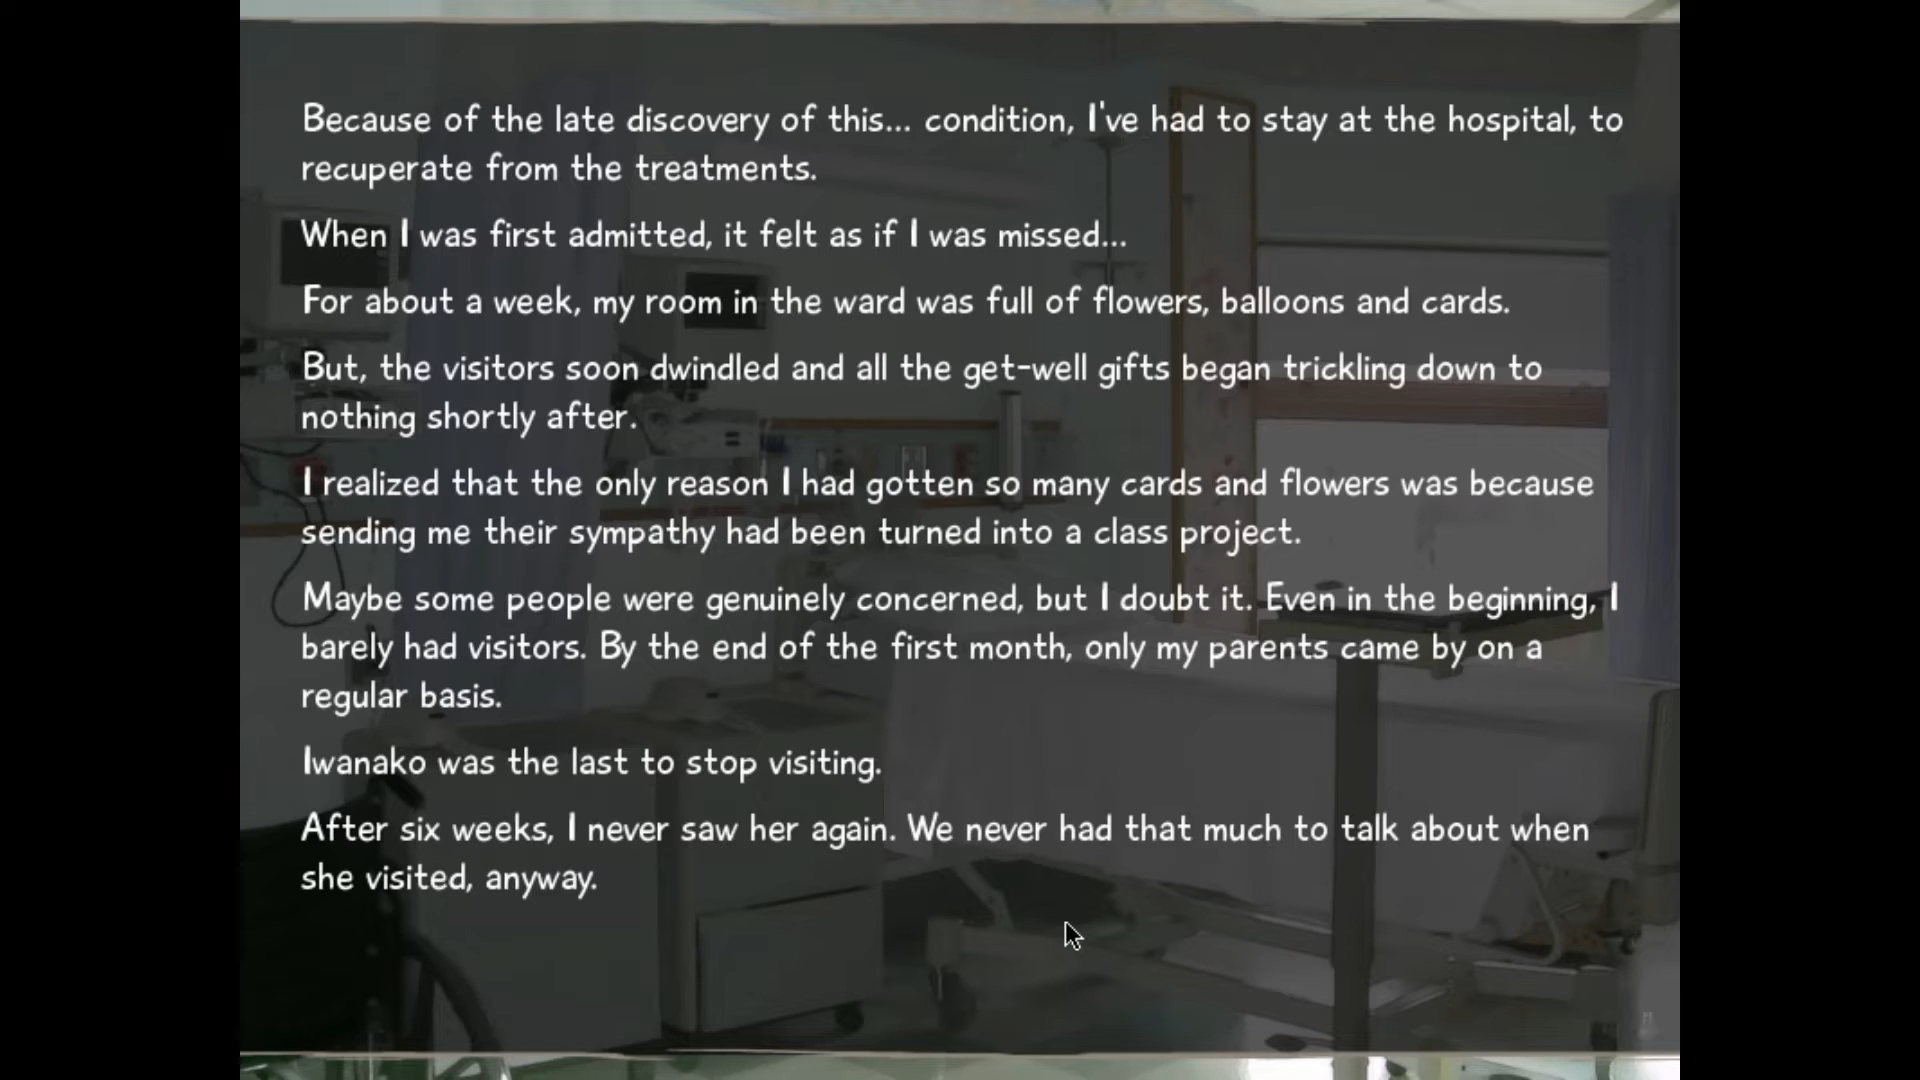 Because of the late discovery of this... condition, I've had to stay at the hospital, to
recuperate from the treatments.
When I was first admitted, it felt as if I was missed...
For about a week, my room in the ward was full of flowers, balloons and cards.
But, the visitors soon dwindled and all the get-well gifts began trickling down to
nothing shortly after.
I realized that the only reason I had gotten so many cards and flowers was because
sending me their sympathy had been turned into a class project.
Maybe some people were genuinely concerned, but I doubt it. Even in the beginning, I
barely had visitors. By the end of the first month, only my parents came by on a
regular basis.
Iwanako was the last to stop visiting.
After six weeks, I never saw her again. We never had that much to talk about when
she visited, anyway.